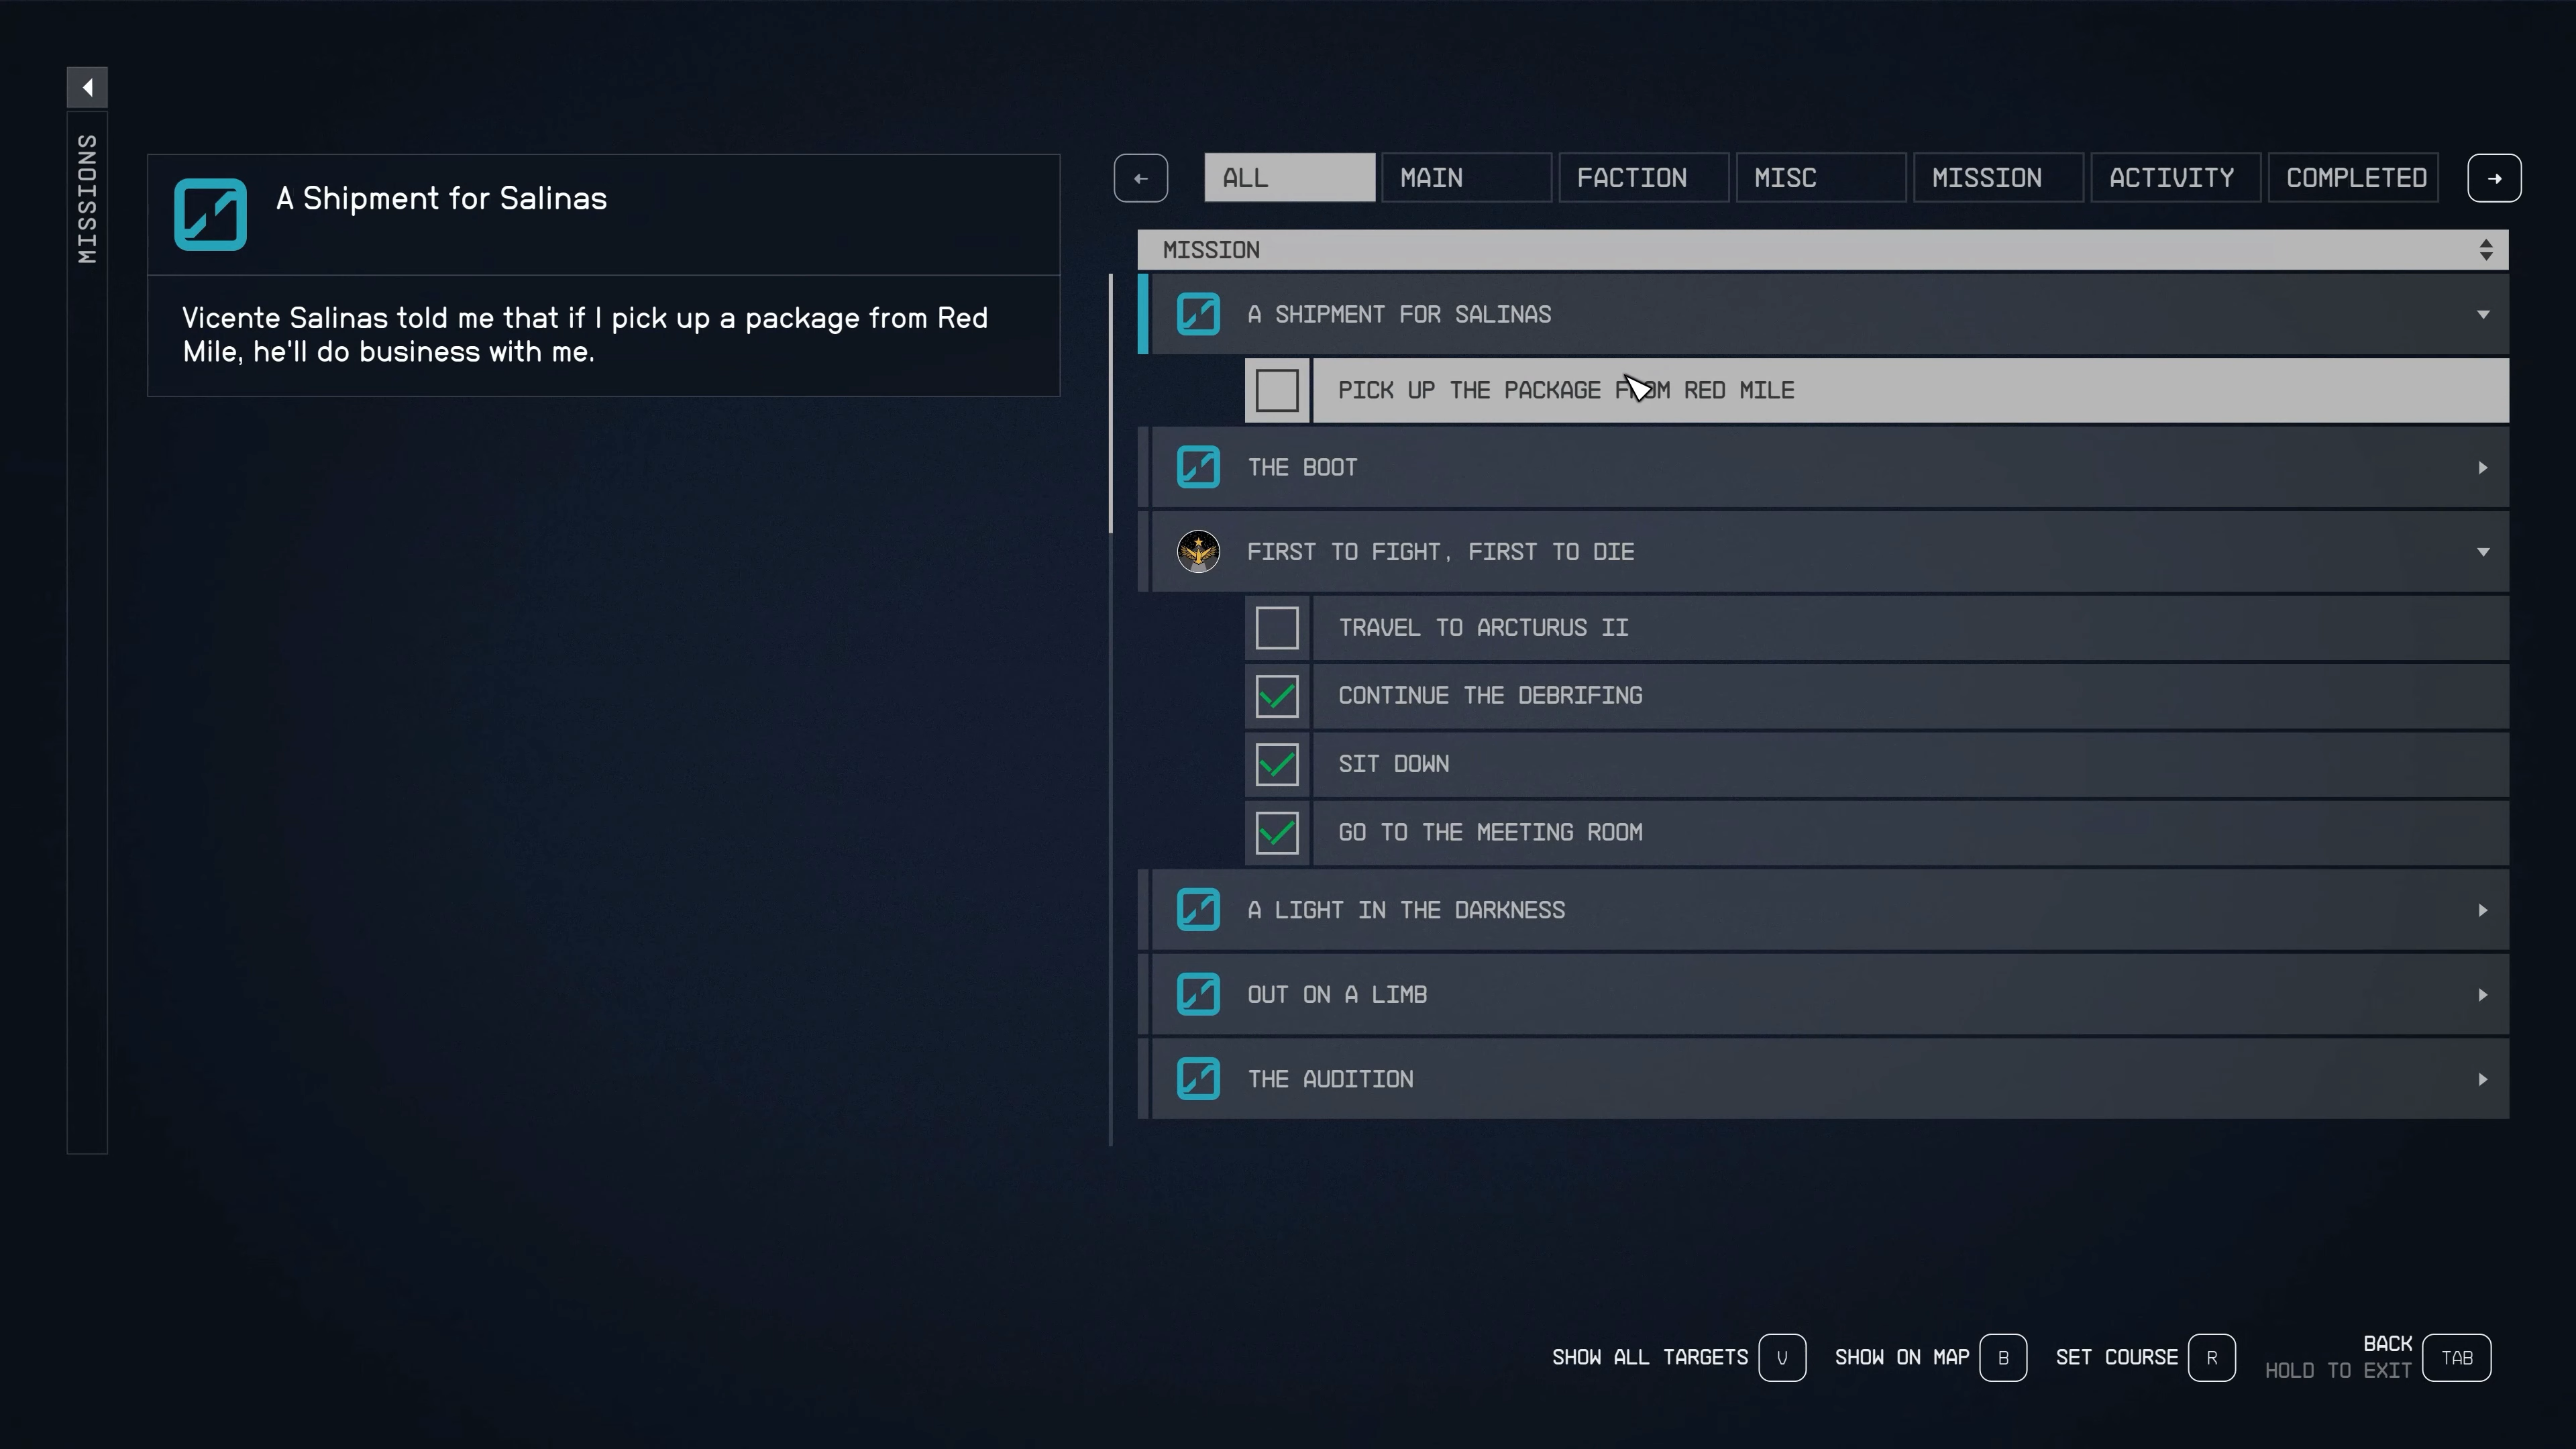 MISSIONS
A Shipment for Salinas
Vicente Salinas told me that if I pick up a package from Red
Mile, he'll do business with me.
ALL
MAIN
FACTION
MISC
MISSION
ACTIVITY
COMPLETED
MISSION
A SHIPMENT FOR SALINAS
PICK UP THE PACKAGE FROM RED MILE
THE BOOT
FIRST TO FIGHT, FIRST TO DIE
TRAVEL TO ARCTURUS II
CONTINUE THE DEBRIFING
SIT DOWN
GO TO THE MEETING ROOM
A LIGHT IN THE DARKNESS
OUT ON A LIMB
THE AUDITION
SHOW ALL TARGETS V
SHOW ON MAP B
SET COURSE R
BACK
HOLD TO EXIT
TAB